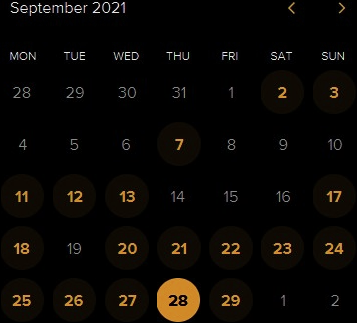 September 2021
MON TUE WED THU FRI SAT SUN
28 29 30 31 1 2 3
4 5 6 7 8 9 10
11 12 13 14 15 16 17
18 19 20 21 22 23 24
25 26 27 28 29 1 2